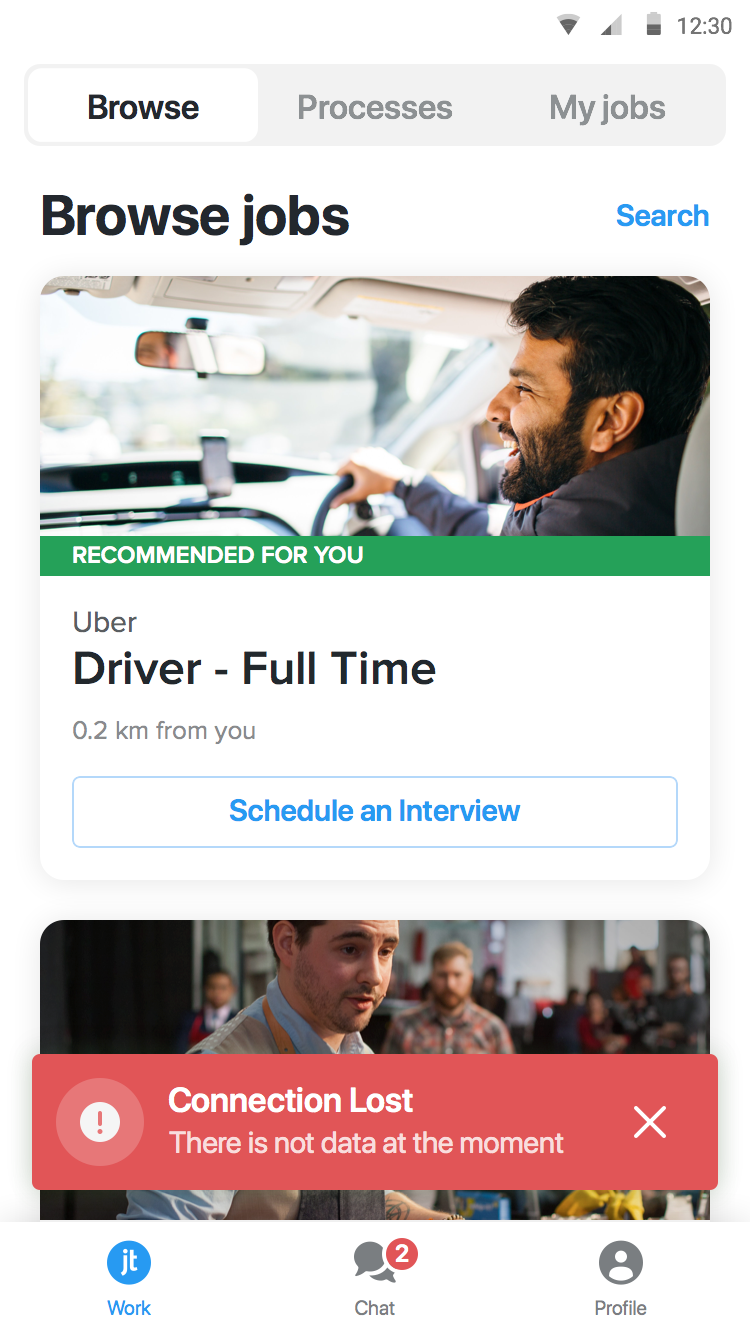 12:30
Browse Processes My jobs
Browse jobs Search
RECOMMENDED FOR YOU
Uber
Driver - Full Time
0.2 km from you
Schedule an Interview
Connection Lost
There is not data at the moment
jt 2
Work Chat Profile